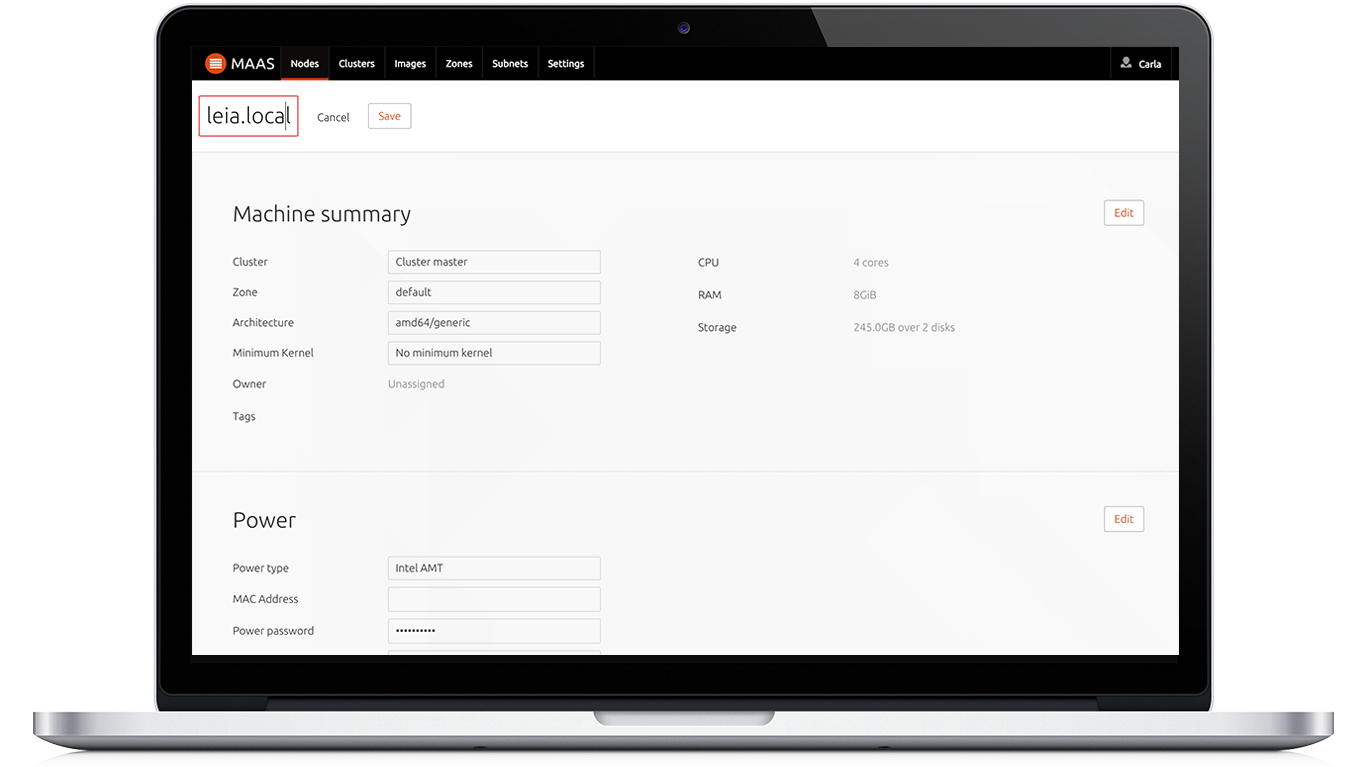 MAAS Nodes Clusters Images Zones Subnets Settings Carla
leia.local Cancel Save
Machine summary Edit
Cluster Cluster master CPU 4 cores
Zone default RAM 8GiB
Architecture amd64/generic Storage 245.0GB over 2 disks
Minimum Kernel No minimum kernel
Owner Unassigned
Tags
Power Edit
Power type Intel AMT
MAC Address
Power password ••••••••••